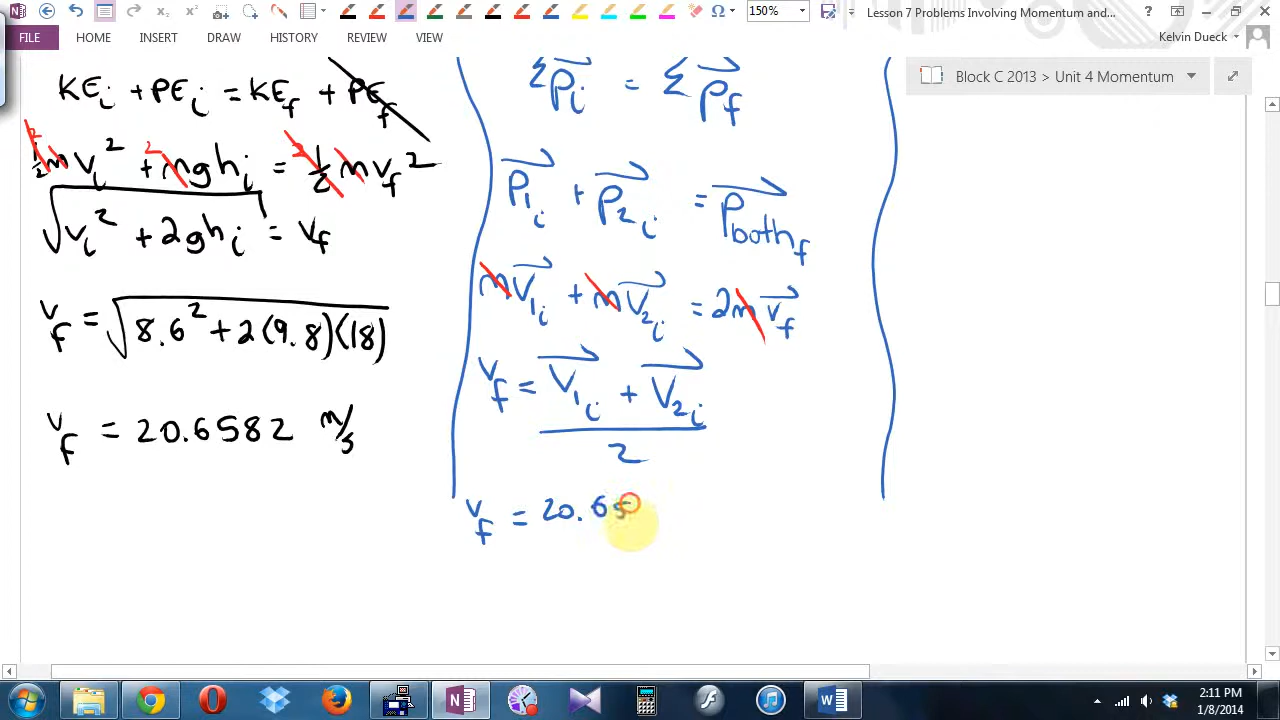 150%
Lesson 7 Problems Involving Momentum and...
FILE HOME INSERT DRAW HISTORY REVIEW VIEW
Kelvin Dueck
Block C 2013 > Unit 4 Momentum
KEi + PEi = KEf + PEf
½mvi² + mghi = ½mvf²
√(vi² + 2ghi) = vf
vf = √(8.6² + 2(9.8)(18))
vf = 20.6582 m/s
Σpi = Σpf
P1i + P2i = Pbothf
mV1i + mV2i = 2mvf
vf = V1i + V2i
2
vf = 20.65
2:11 PM
1/8/2014